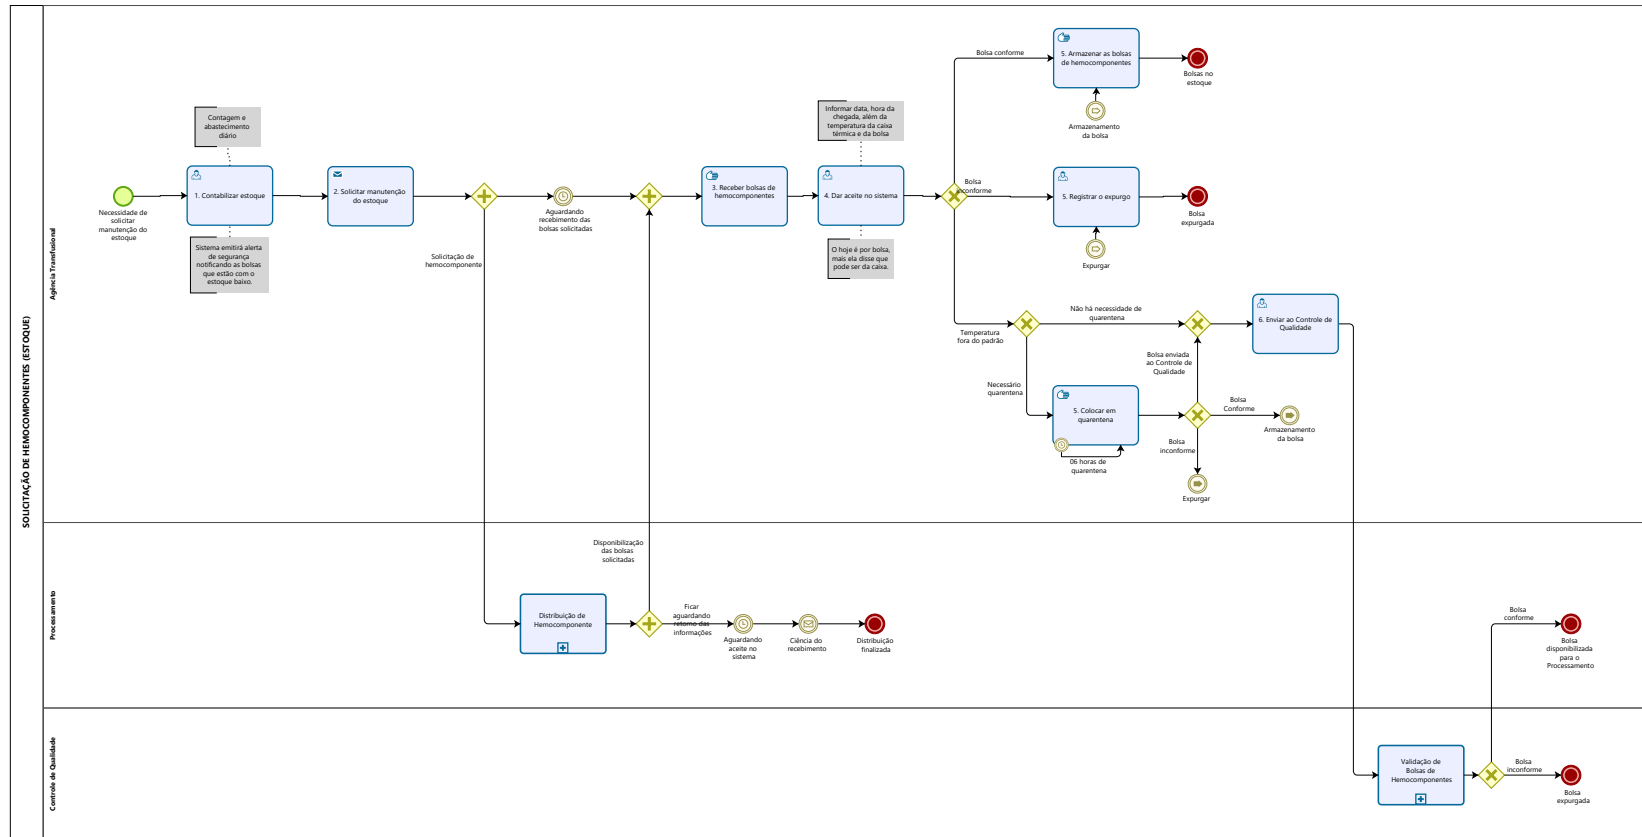 SOLICITAÇÃO DE HEMOCOMPONENTES (ESTOQUE)
Agência Transfusional
Necessidade de
solicitar
manutenção do
estoque
Contagem e
abastecimento
diário
1. Contabilizar estoque
Sistema emitirá alerta
de segurança
notificando as bolsas
que estão com o
estoque baixo.
2. Solicitar manutenção
do estoque
Solicitação de
hemocomponente
Aguardando
recebimento das
bolsas solicitadas
3. Receber bolsas de
hemocomponentes
Informar data, hora da
chegada, além da
temperatura da caixa
térmica e da bolsa
4. Dar aceite no sistema
O hoje é por bolsa,
mais ela disse que
pode ser da caixa.
Bolsa conforme
5. Armazenar as bolsas
de hemocomponentes
Bolsas no
estoque
Armazenamento
da bolsa
Bolsa
inconforme
5. Registrar o expurgo
Bolsa
expurgada
Expurgar
Temperatura
fora do padrão
Não há necessidade de
quarentena
6. Enviar ao Controle de
Qualidade
Bolsa enviada
ao Controle de
Qualidade
Necessário
quarentena
5. Colocar em
quarentena
06 horas de
quarentena
Bolsa
Conforme
Armazenamento
da bolsa
Bolsa
inconforme
Expurgar
Processamento
Disponibilização
das bolsas
solicitadas
Distribuição de
Hemocomponente
Ficar
aguardando
retorno das
informações
Aguardando
aceite no
sistema
Ciência do
recebimento
Distribuição
finalizada
Bolsa
conforme
Bolsa
disponibilizada
para o
Processamento
Controle de Qualidade
Validação de
Bolsas de
Hemocomponentes
Bolsa
inconforme
Bolsa
expurgada